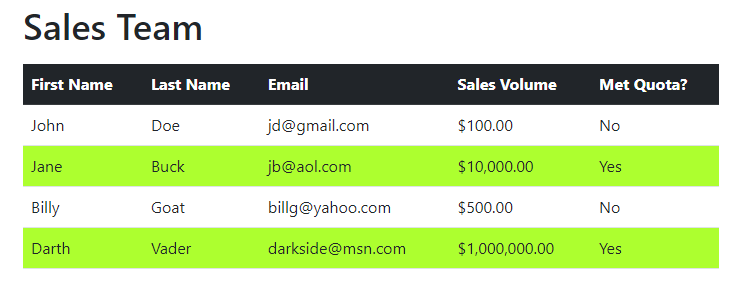 Sales Team
First Name Last Name Email Sales Volume Met Quota?
John Doe jd@gmail.com $100.00 No
Jane Buck jb@aol.com $10,000.00 Yes
Billy Goat billg@yahoo.com $500.00 No
Darth Vader darkside@msn.com $1,000,000.00 Yes